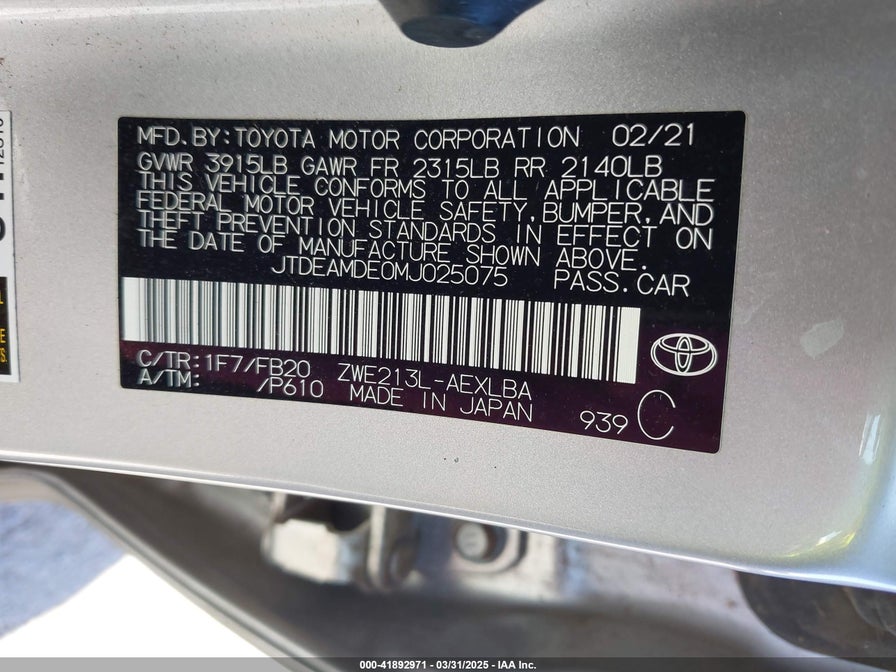 MFD.BY:TOYOTA MOTOR CORPORATION 02/21
GVWR 3915LB GAWR FR 2315LB RR 2140LB
THIS VEHICLE CONFORMS TO ALL APPLICABLE
FEDERAL MOTOR VEHICLE SAFETY,BUMPER,AND
THEFT PREVENTION STANDARDS IN EFFECT ON
THE DATE OF MANUFACTURE SHOWN ABOVE.
JTDEAMDE0MJ025075 PASS.CAR
C/TR:1F7/FB20 ZWE213L-AEXLBA
A/TM: /P610 MADE IN JAPAN 939 C
000-41892971 / 03/31/2025 - IAA Inc.